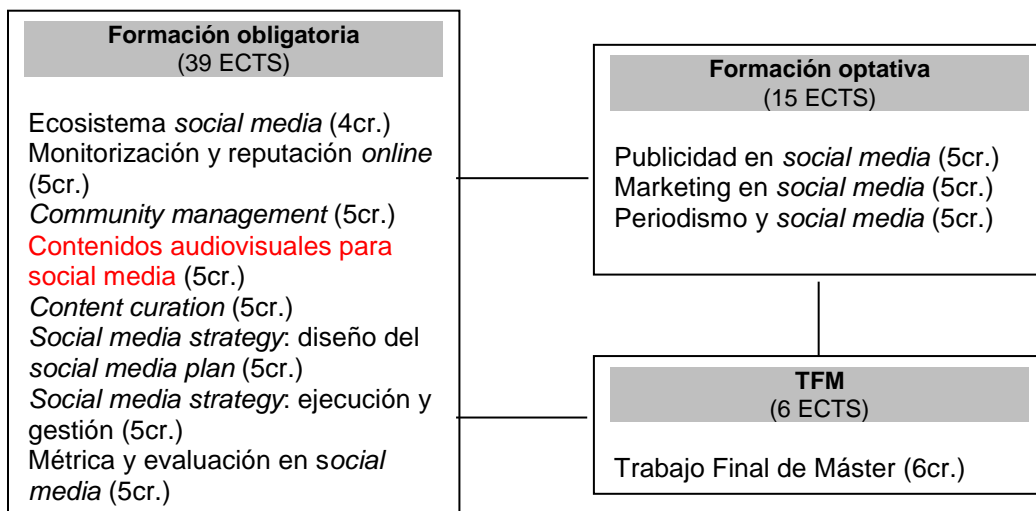 Formación obligatoria
(39 ECTS)
Ecosistema social media (4cr.)
Monitorización y reputación online
(5cr.)
Community management (5cr.)
Contenidos audiovisuales para
social media (5cr.)
Content curation (5cr.)
Social media strategy: diseño del
social media plan (5cr.)
Social media strategy: ejecución y
gestión (5cr.)
Métrica y evaluación en social
media (5cr.)
Formación optativa
(15 ECTS)
Publicidad en social media (5cr.)
Marketing en social media (5cr.)
Periodismo y social media (5cr.)
TFM
(6 ECTS)
Trabajo Final de Máster (6cr.)